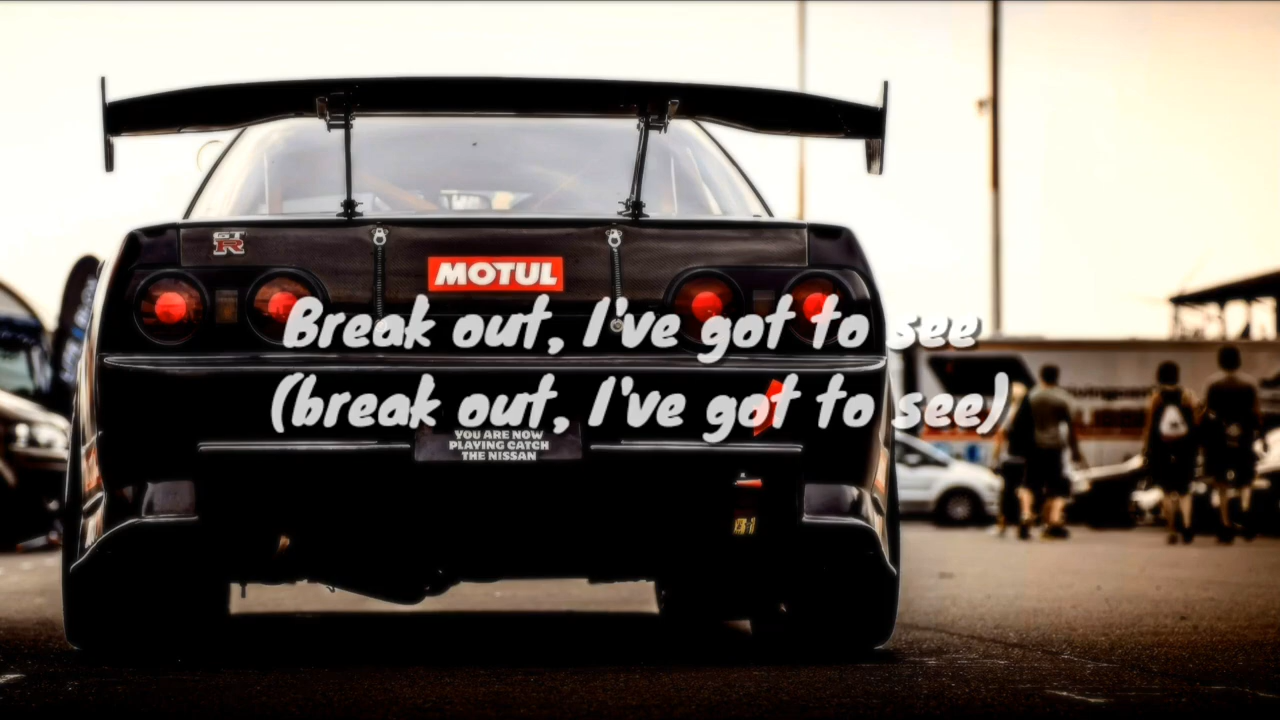 GT
R
MOTUL
Break out, I've got to see
(break out, I've got to see)
YOU ARE NOW
PLAYING CATCH
THE NISSAN